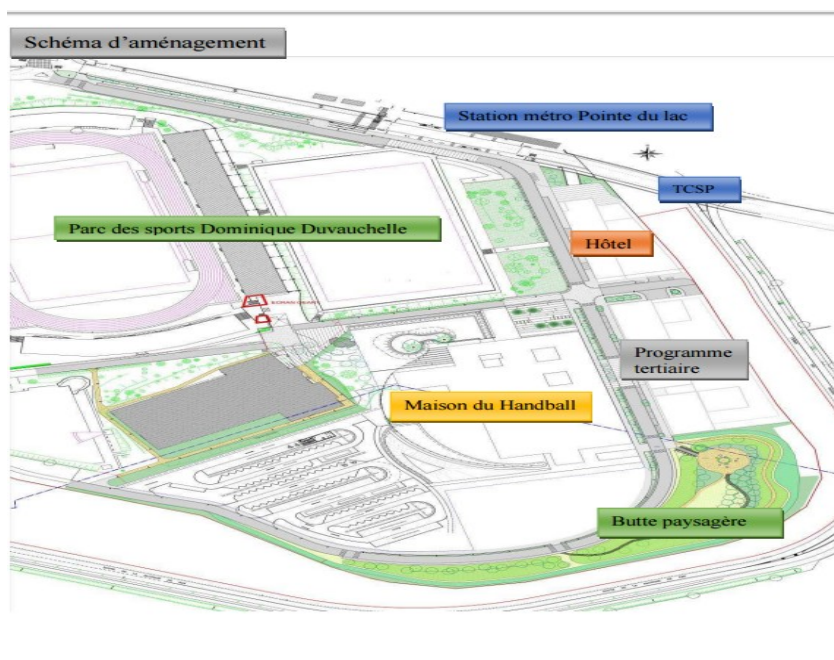 Schéma d'aménagement
Station métro Pointe du lac
TCSP
Parc des sports Dominique Duvauchelle
Hôtel
Programme
tertiaire
Maison du Handball
Butte paysagère